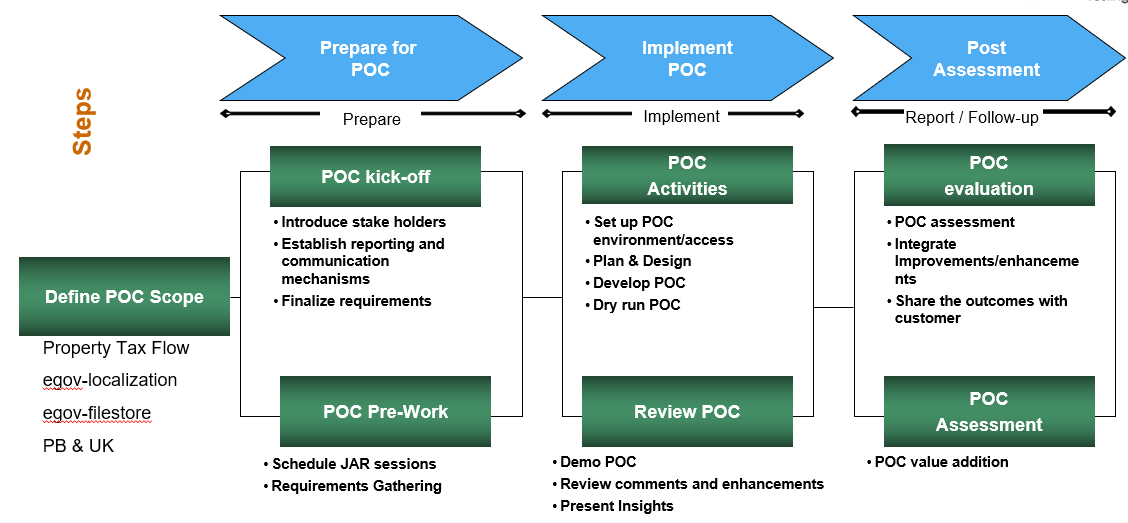 Prepare for
POC
Implement
POC
Post
Assessment
Steps
Prepare
Implement
Report / Follow-up
POC kick-off
• Introduce stake holders
• Establish reporting and
communication
mechanisms
• Finalize requirements
POC
Activities
• Set up POC
environment/access
• Plan & Design
• Develop POC
• Dry run POC
POC
evaluation
• POC assessment
• Integrate
Improvements/enhanceme
nts
• Share the outcomes with
customer
Define POC Scope
Property Tax Flow
egov-localization
egov-filestore
PB & UK
POC Pre-Work
• Schedule JAR sessions
• Requirements Gathering
Review POC
• Demo POC
• Review comments and enhancements
• Present Insights
POC
Assessment
• POC value addition